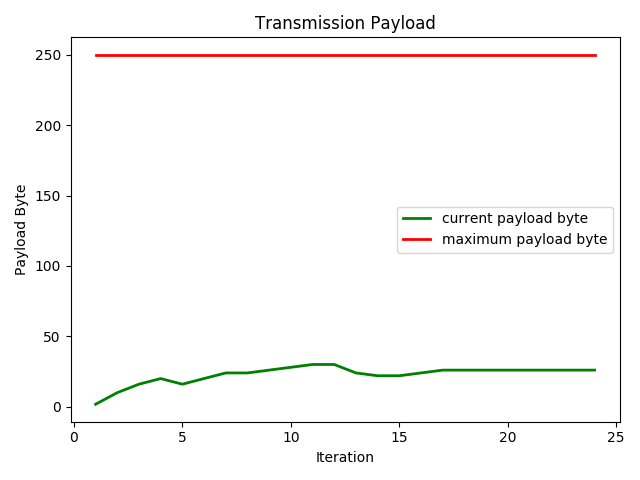 Transmission Payload
Payload Byte
250
200
150
100
50
0
current payload byte
maximum payload byte
0
5
10
15
20
25
Iteration